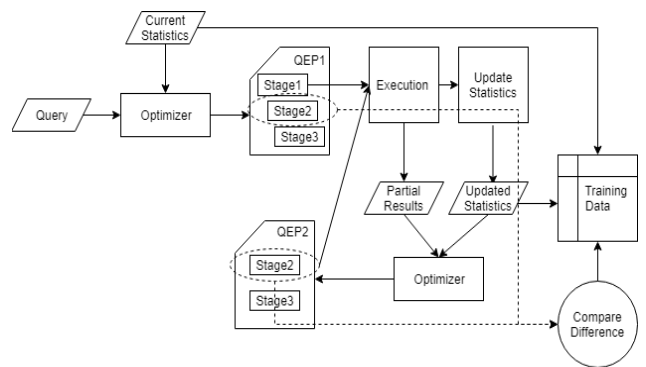 Current
Statistics
QEP1
Stage1
Execution
Update
Statistics
Query
Optimizer
Stage2
Stage3
Partial
Results
Updated
Statistics
Training
Data
QEP2
Stage2
Optimizer
Stage3
Compare
Difference